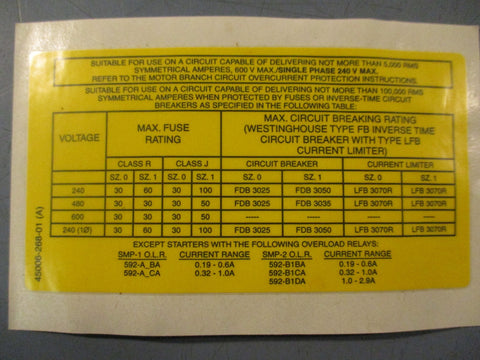 SUITABLE FOR USE ON A CIRCUIT CAPABLE OF DELIVERING NOT MORE THAN 5,000 RMS
SYMMETRICAL AMPERES, 600 V MAX./SINGLE PHASE 240 V MAX.
REFER TO THE MOTOR BRANCH CIRCUIT OVERCURRENT PROTECTION INSTRUCTIONS.
SUITABLE FOR USE ON A CIRCUIT CAPABLE OF DELIVERING NOT MORE THAN 100,000 RMS
SYMMETRICAL AMPERES WHEN PROTECTED BY FUSES OR INVERSE-TIME CIRCUIT
BREAKERS AS SPECIFIED IN THE FOLLOWING TABLE:
VOLTAGE MAX. FUSE RATING MAX. CIRCUIT BREAKING RATING
(WESTINGHOUSE TYPE FB INVERSE TIME
CIRCUIT BREAKER WITH TYPE LFB
CURRENT LIMITER)
CLASS R CLASS J CIRCUIT BREAKER CURRENT LIMITER
SZ. 0 SZ. 1 SZ. 0 SZ. 1 SZ. 0 SZ. 1 SZ. 0 SZ. 1
240 30 60 30 100 FDB 3025 FDB 3050 LFB 3070R LFB 3070R
480 30 30 30 50 FDB 3025 FDB 3035 LFB 3070R LFB 3070R
600 30 30 30 50 ----- ----- ----- -----
240 (1Ø) 30 60 30 100 FDB 3025 FDB 3050 LFB 3070R LFB 3070R
EXCEPT STARTERS WITH THE FOLLOWING OVERLOAD RELAYS:
SMP-1 O.L.R. CURRENT RANGE SMP-2 O.L.R. CURRENT RANGE
592-A_BA 0.19 - 0.6A 592-B1BA 0.19 - 0.6A
592-A_CA 0.32 - 1.0A 592-B1CA 0.32 - 1.0A
592-B1DA 1.0 - 2.9A
45006-268-01 (A)